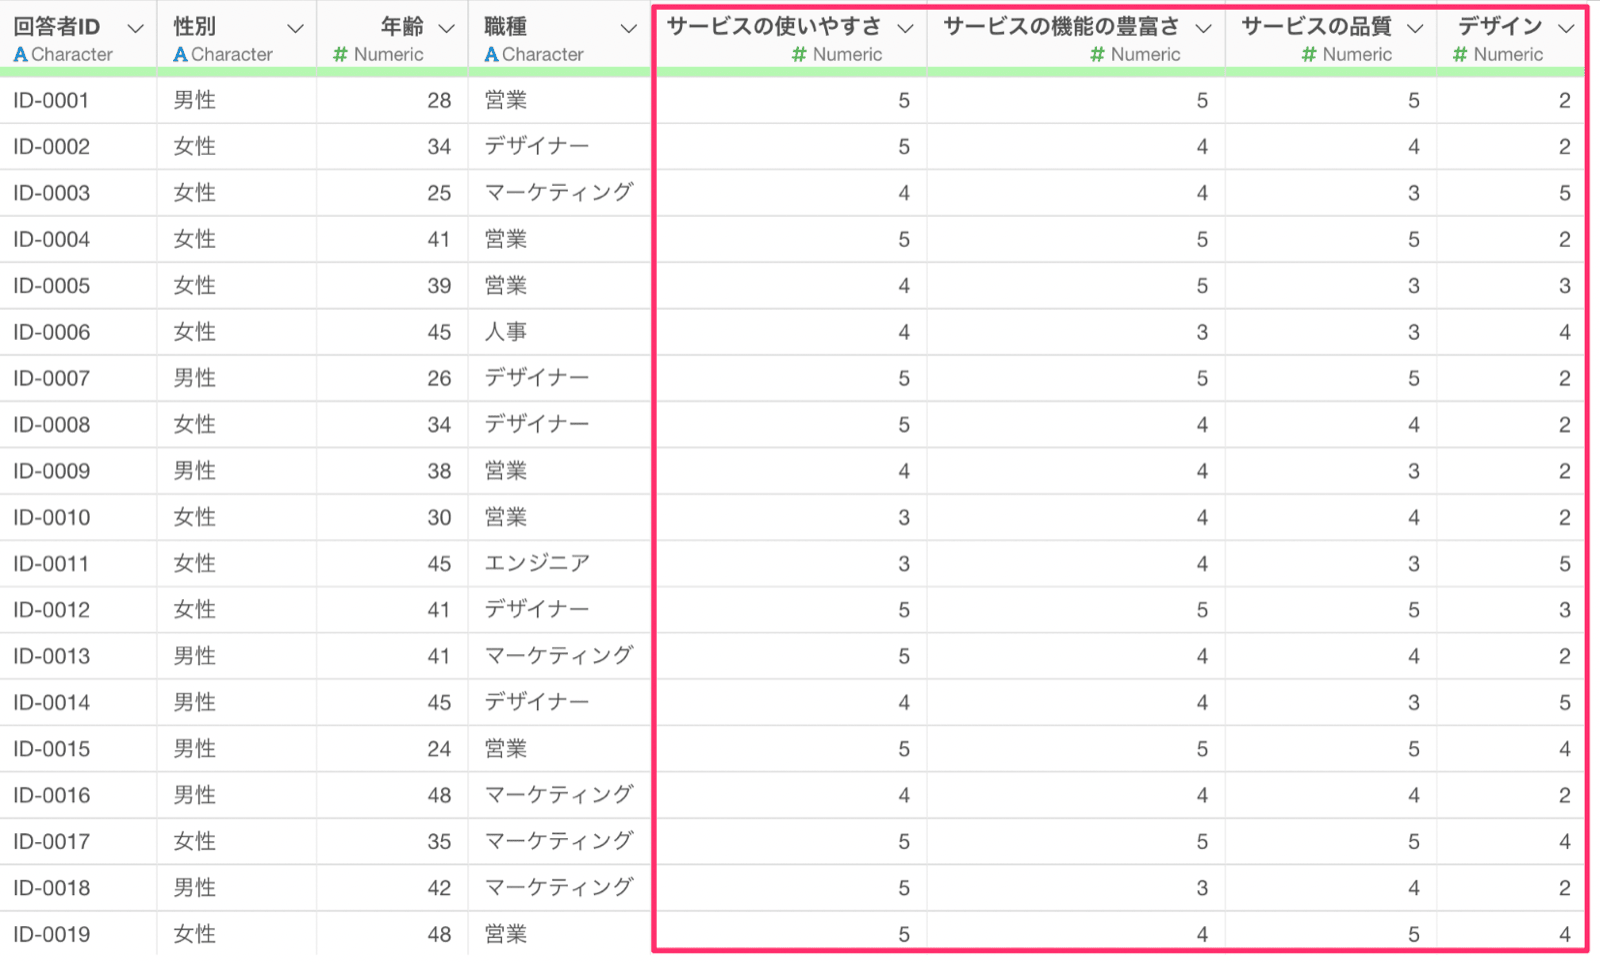 回答者ID 性別 年齢 職種 サービスの使いやすさ サービスの機能の豊富さ サービスの品質 デザイン
A Character A Character # Numeric A Character # Numeric # Numeric # Numeric # Numeric
ID-0001 男性 28 営業 5 5 5 2
ID-0002 女性 34 デザイナー 5 4 4 2
ID-0003 女性 25 マーケティング 4 4 3 5
ID-0004 女性 41 営業 5 5 5 2
ID-0005 女性 39 営業 4 5 3 3
ID-0006 女性 45 人事 4 3 3 4
ID-0007 男性 26 デザイナー 5 5 5 2
ID-0008 女性 34 デザイナー 5 4 4 2
ID-0009 男性 38 営業 4 4 3 2
ID-0010 女性 30 営業 3 4 4 2
ID-0011 女性 45 エンジニア 3 4 3 5
ID-0012 女性 41 デザイナー 5 5 5 3
ID-0013 男性 41 マーケティング 5 4 4 2
ID-0014 男性 45 デザイナー 4 4 3 5
ID-0015 男性 24 営業 5 5 5 4
ID-0016 男性 48 マーケティング 4 4 4 2
ID-0017 女性 35 マーケティング 5 5 5 4
ID-0018 男性 42 マーケティング 5 3 4 2
ID-0019 女性 48 営業 5 4 5 4